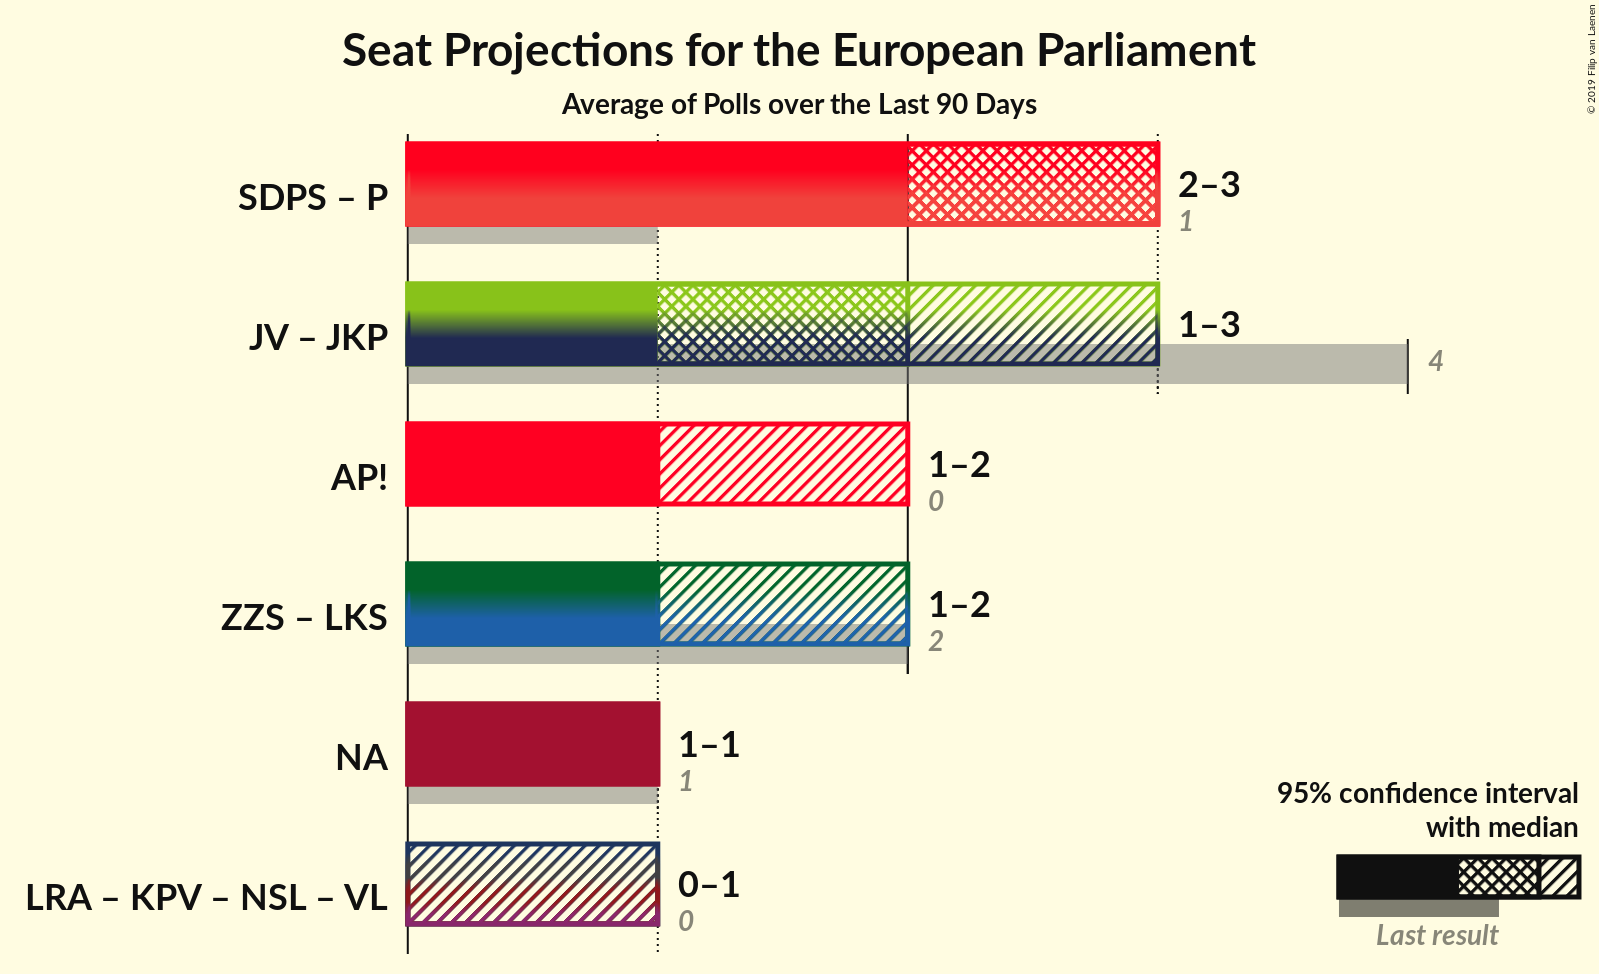 Seat Projections for the European Parliament
Average of Polls over the Last 90 Days
© 2019 Filip van Laenen
SDPS – P
2–3
1
JV – JKP
1–3
4
AP!
1–2
0
ZZS – LKS
1–2
2
NA
1–1
1
LRA – KPV – NSL – VL
0–1
0
95% confidence interval
with median
Last result